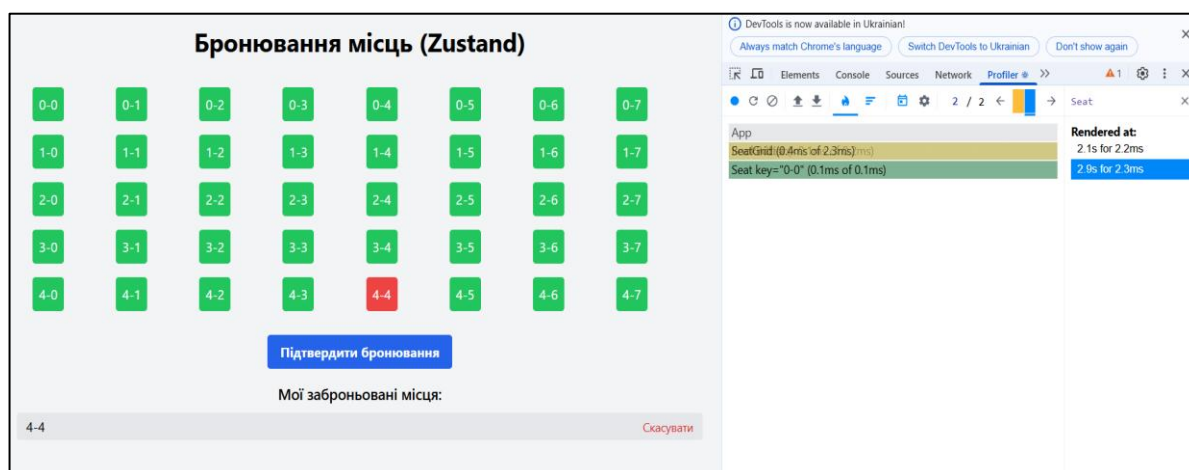 Бронювання місць (Zustand)
0-0 0-1 0-2 0-3 0-4 0-5 0-6 0-7
1-0 1-1 1-2 1-3 1-4 1-5 1-6 1-7
2-0 2-1 2-2 2-3 2-4 2-5 2-6 2-7
3-0 3-1 3-2 3-3 3-4 3-5 3-6 3-7
4-0 4-1 4-2 4-3 4-4 4-5 4-6 4-7
Підтвердити бронювання
Мої заброньовані місця:
4-4 Скасувати
DevTools is now available in Ukrainian!
Always match Chrome's language Switch DevTools to Ukrainian Don't show again
Elements Console Sources Network Profiler 1
2 / 2 Seat
App
SeatGrid (0.4ms of 2.3ms)
Seat key="0-0" (0.1ms of 0.1ms)
Rendered at:
2.1s for 2.2ms
2.9s for 2.3ms